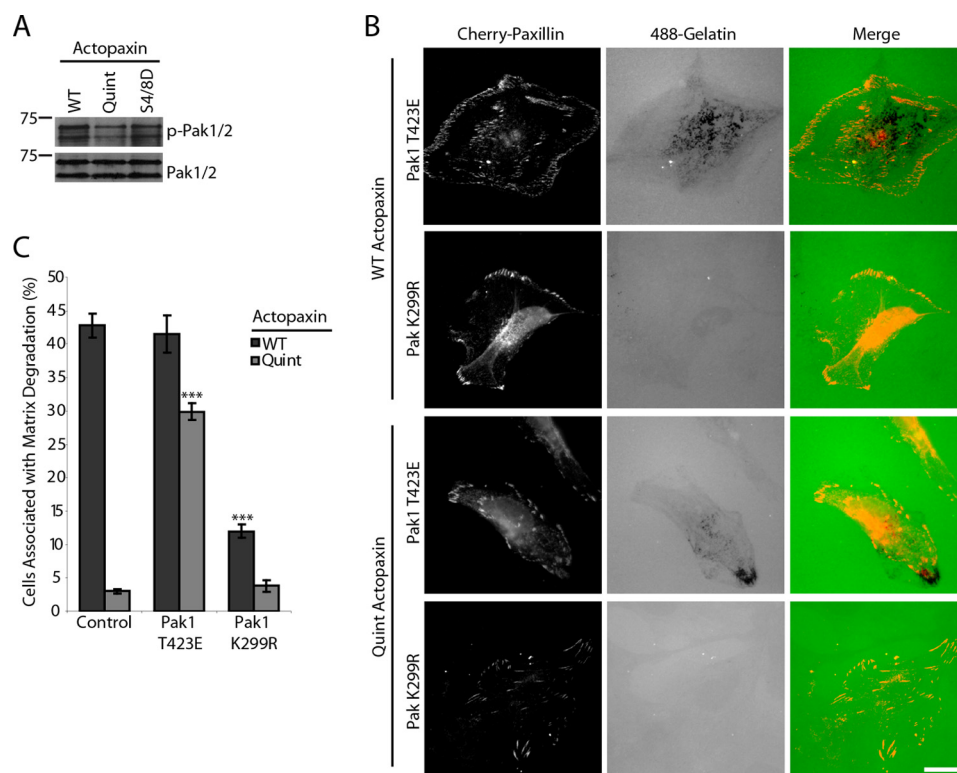 A
Actopaxin
WT
Quint
S4/8D
75
p-Pak1/2
75
Pak1/2
B
Cherry-Paxillin
488-Gelatin
Merge
WT Actopaxin
Pak1 T423E
Pak K299R
Quint Actopaxin
Pak1 T423E
Pak K299R
C
Cells Associated with Matrix Degradation (%)
50
45
40
35
30
25
20
15
10
5
0
Actopaxin
WT
Quint
***
***
Control
Pak1
T423E
Pak1
K299R